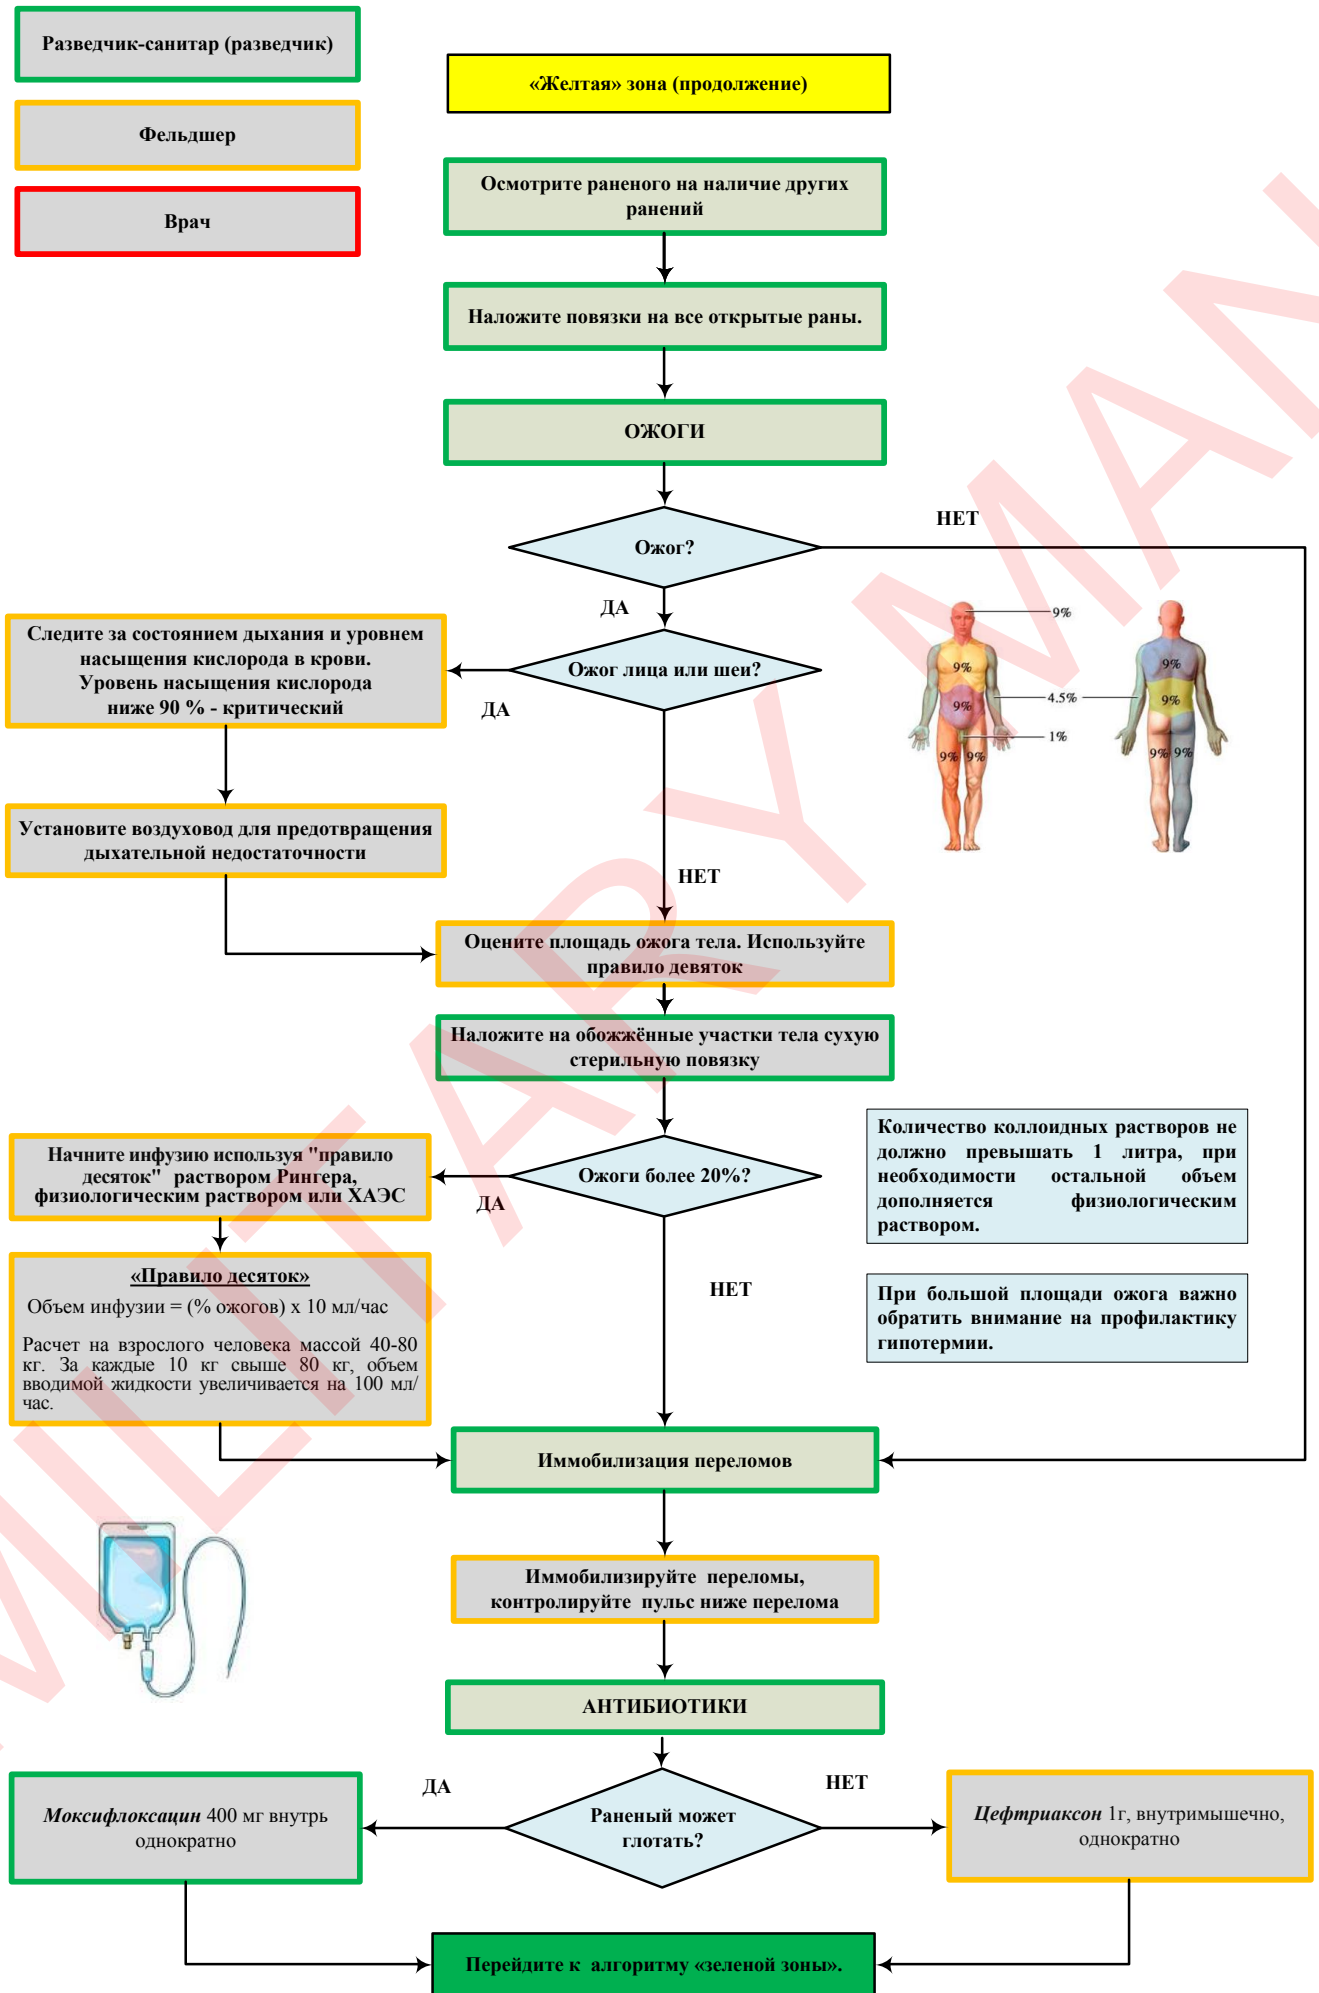 Разведчик-санитар (разведчик)
Фельдшер
Врач
«Желтая» зона (продолжение)
Осмотрите раненого на наличие других
ранений
Наложите повязки на все открытые раны.
ОЖОГИ
Ожог?
НЕТ
ДА
Ожог лица или шеи?
ДА
Следите за состоянием дыхания и уровнем
насыщения кислорода в крови.
Уровень насыщения кислорода
ниже 90 % - критический
Установите воздуховод для предотвращения
дыхательной недостаточности
9%
9%
9%
4.5%
1%
9% 9%
9%
9%
9% 9%
НЕТ
Оцените площадь ожога тела. Используйте
правило девяток
Наложите на обожжённые участки тела сухую
стерильную повязку
Ожоги более 20%?
ДА
Начните инфузию используя "правило
десяток" раствором Рингера,
физиологическим раствором или ХАЭС
«Правило десяток»
Объем инфузии = (% ожогов) х 10 мл/час
Расчет на взрослого человека массой 40-80
кг. За каждые 10 кг свыше 80 кг, объем
вводимой жидкости увеличивается на 100 мл/
час.
НЕТ
Количество коллоидных растворов не
должно превышать 1 литра, при
необходимости остальной объем
дополняется физиологическим
раствором.
При большой площади ожога важно
обратить внимание на профилактику
гипотермии.
Иммобилизация переломов
Иммобилизируйте переломы,
контролируйте пульс ниже перелома
АНТИБИОТИКИ
Раненый может
глотать?
ДА
НЕТ
Моксифлоксацин 400 мг внутрь
однократно
Цефтриаксон 1г, внутримышечно,
однократно
Перейдите к алгоритму «зеленой зоны».
MILITARY MAN